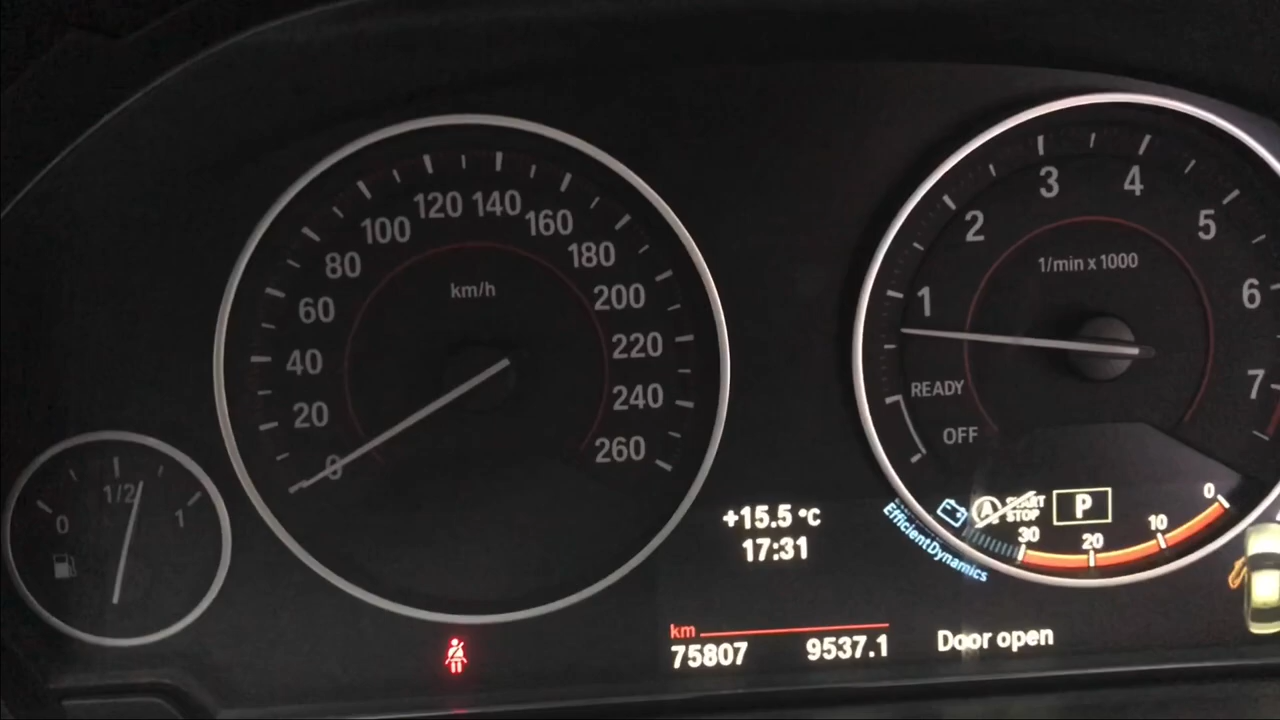 km/h
0
20
40
60
80
100
120
140
160
180
200
220
240
260
0
1/2
1
1/min x 1000
1
2
3
4
5
6
7
READY
OFF
A
START
STOP
P
30
20
10
0
EfficientDynamics
+15.5 °C
17:31
km
75807 9537.1
Door open